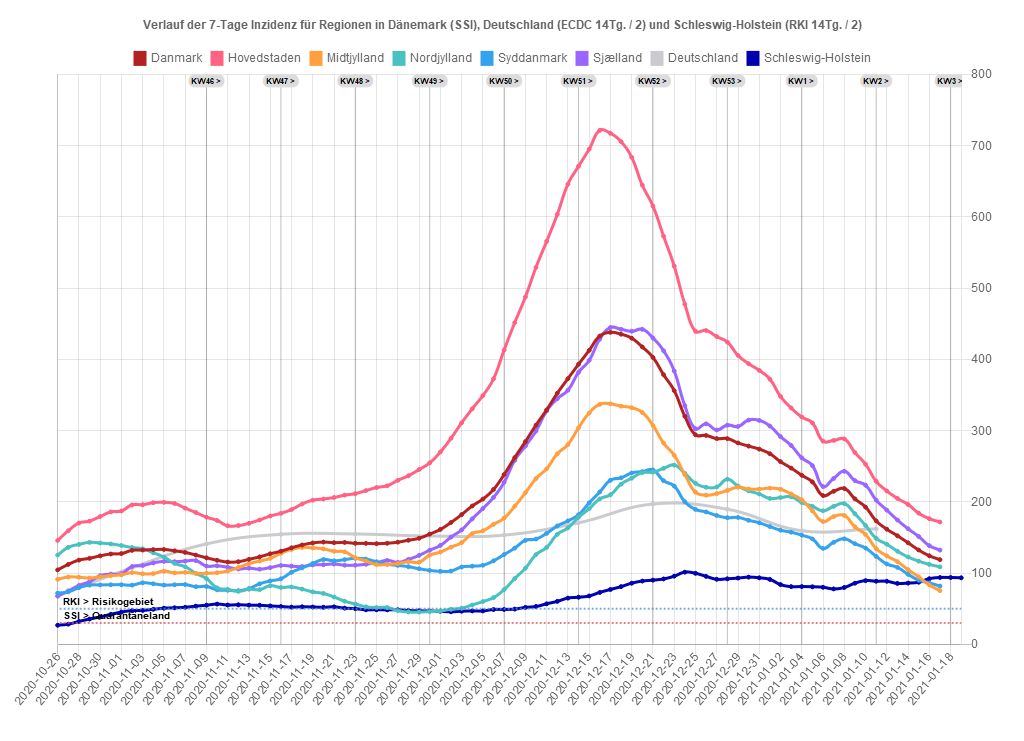 Verlauf der 7-Tage Inzidenz für Regionen in Dänemark (SSI), Deutschland (ECDC 14Tg. / 2) und Schleswig-Holstein (RKI 14Tg. / 2)
Danmark Hovedstaden Midtjylland Nordjylland Syddanmark Sjælland Deutschland Schleswig-Holstein
KW46 > KW47 > KW48 > KW49 > KW50 > KW51 > KW52 > KW53 > KW1 > KW2 > KW3 >
800
700
600
500
400
300
200
100
0
RKI > Risikogebiet
SSI > Quarantäneland
2020-10-26 2020-10-28 2020-10-30 2020-11-01 2020-11-03 2020-11-05 2020-11-07 2020-11-09 2020-11-11 2020-11-13 2020-11-15 2020-11-17 2020-11-19 2020-11-21 2020-11-23 2020-11-25 2020-11-27 2020-11-29 2020-12-01 2020-12-03 2020-12-05 2020-12-07 2020-12-09 2020-12-11 2020-12-13 2020-12-15 2020-12-17 2020-12-19 2020-12-21 2020-12-23 2020-12-25 2020-12-27 2020-12-29 2020-12-31 2021-01-02 2021-01-04 2021-01-06 2021-01-08 2021-01-10 2021-01-12 2021-01-14 2021-01-16 2021-01-18